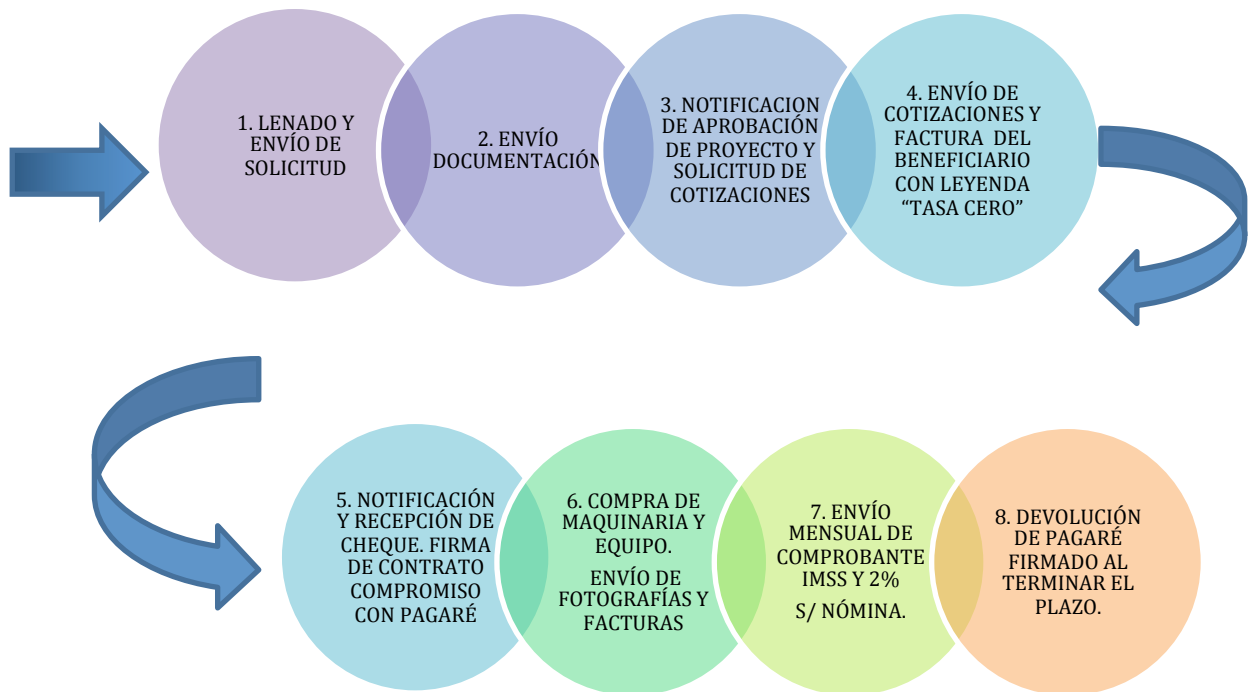 1. LENADO Y
ENVÍO DE
SOLICITUD
2. ENVÍO
DOCUMENTACIÓN
3. NOTIFICACION
DE APROBACIÓN
DE PROYECTO Y
SOLICITUD DE
COTIZACIONES
4. ENVÍO DE
COTIZACIONES Y
FACTURA DEL
BENEFICIARIO
CON LEYENDA
“TASA CERO”
5. NOTIFICACIÓN
Y RECEPCIÓN DE
CHEQUE. FIRMA
DE CONTRATO
COMPROMISO
CON PAGARÉ
6. COMPRA DE
MAQUINARIA Y
EQUIPO.
ENVÍO DE
FOTOGRAFÍAS Y
FACTURAS
7. ENVÍO
MENSUAL DE
COMPROBANTE
IMSS Y 2%
S/ NÓMINA.
8. DEVOLUCIÓN
DE PAGARÉ
FIRMADO AL
TERMINAR EL
PLAZO.